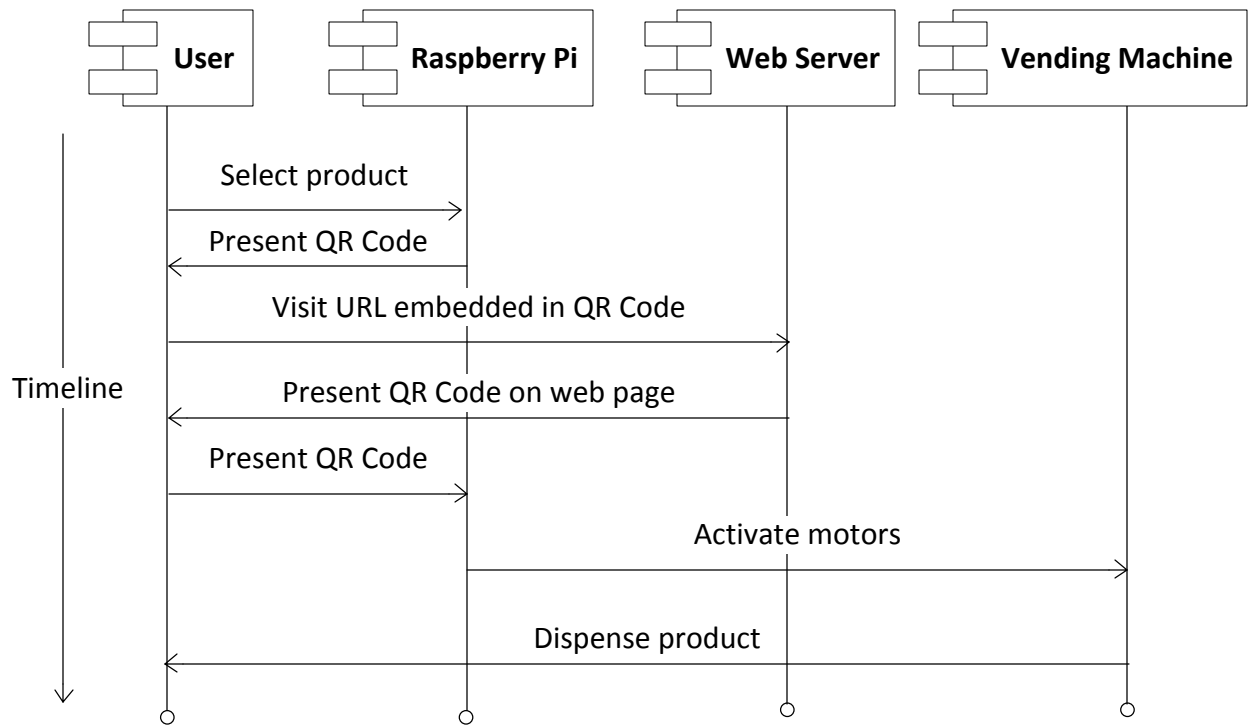 User
Raspberry Pi
Web Server
Vending Machine
Select product
Present QR Code
Visit URL embedded in QR Code
Timeline
Present QR Code on web page
Present QR Code
Activate motors
Dispense product